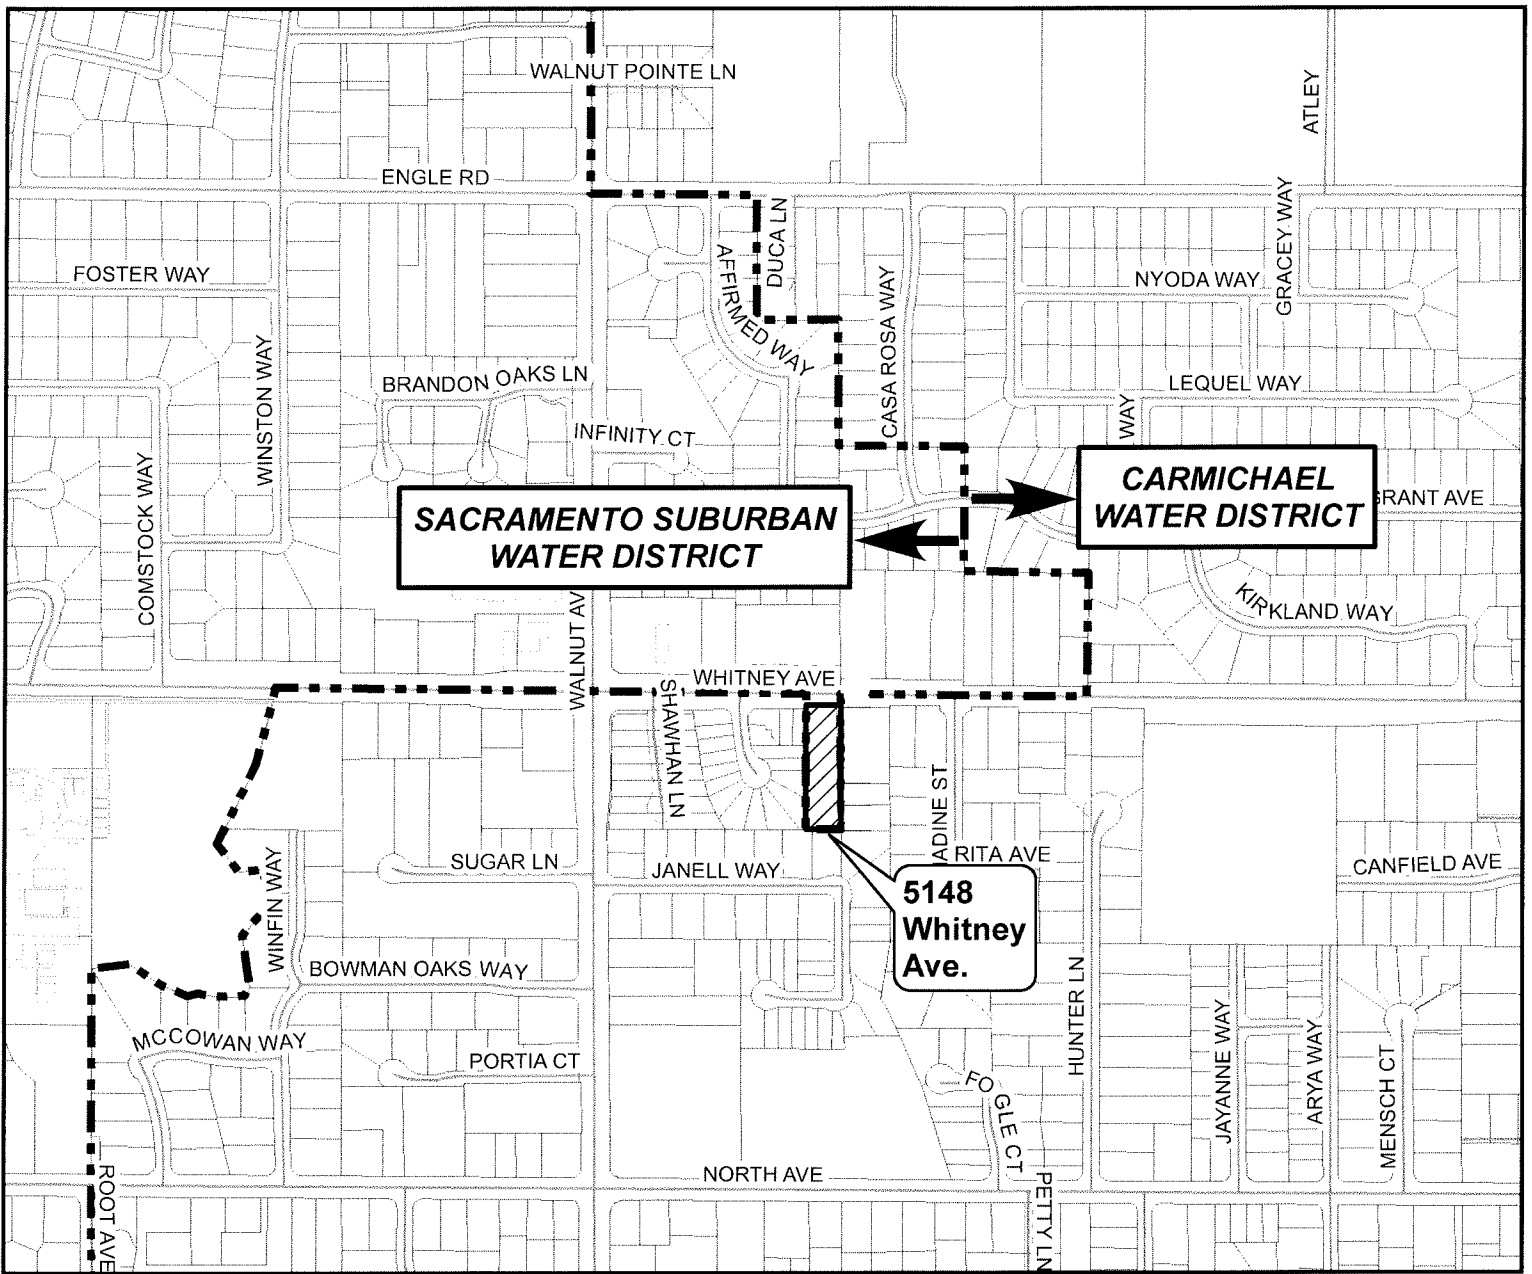 WALNUT POINTE LN
ATLEY
ENGLE RD
DUCA LN
GRACEY WAY
FOSTER WAY
AFFIRMED WAY
NYODA WAY
CASA ROSA WAY
WINSTON WAY
BRANDON OAKS LN
LEQUEL WAY
WAY
INFINITY CT
COMSTOCK WAY
SACRAMENTO SUBURBAN
WATER DISTRICT
CARMICHAEL
WATER DISTRICT
GRANT AVE
KIRKLAND WAY
WALNUT AV
WHITNEY AVE
SHAWHAN LN
ADINE ST
RITA AVE
SUGAR LN
JANELL WAY
CANFIELD AVE
5148
Whitney
Ave.
WINFIN WAY
BOWMAN OAKS WAY
HUNTER LN
MCCOWAN WAY
PORTIA CT
FOGLE CT
JAYANNE WAY
ARYA WAY
MENSCH CT
NORTH AVE
ROOT AVE
PETTY LN